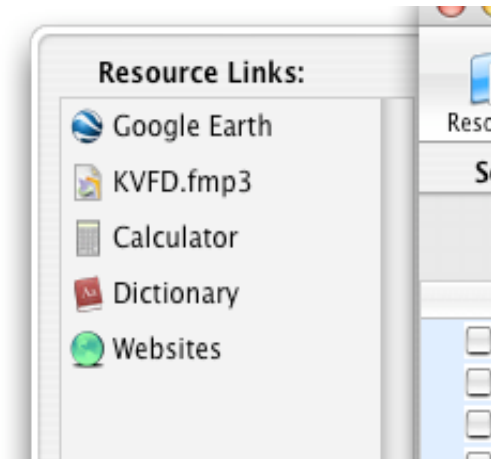 Resource Links:
Google Earth
KVFD.fmp3
Calculator
Dictionary
Websites